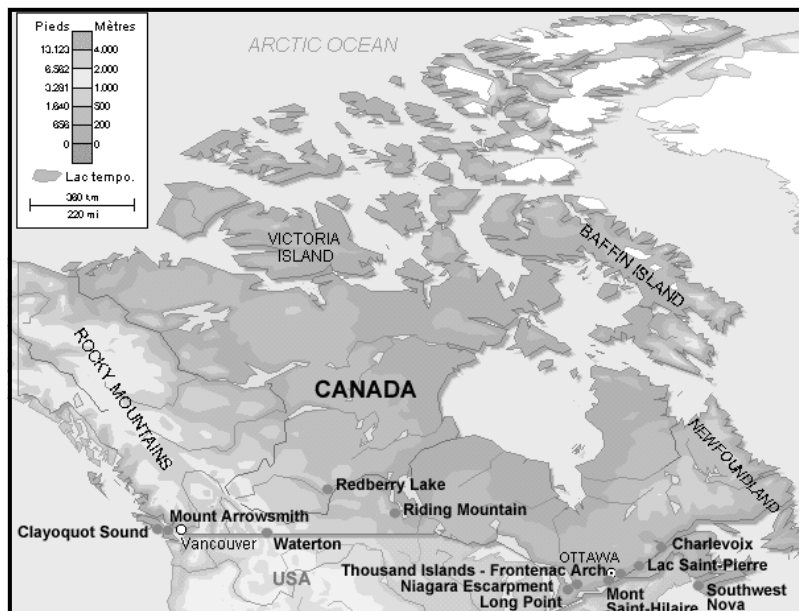 Pieds Mètres
13.123 4.000
6.562 2.000
3.281 1.000
1.640 500
656 200
0 0
Lac tempo.
360 km
220 mi
ARCTIC OCEAN
VICTORIA
ISLAND
BAFFIN ISLAND
ROCKY MOUNTAINS
CANADA
NEWFOUNDLAND
Redberry Lake
Mount Arrowsmith
Riding Mountain
Clayoquot Sound
Vancouver
Waterton
USA
OTTAWA
Charlevoix
Thousand Islands - Frontenac Arch
Lac Saint-Pierre
Niagara Escarpment
Long Point
Mont
Saint-Hilaire
Southwest
Nova